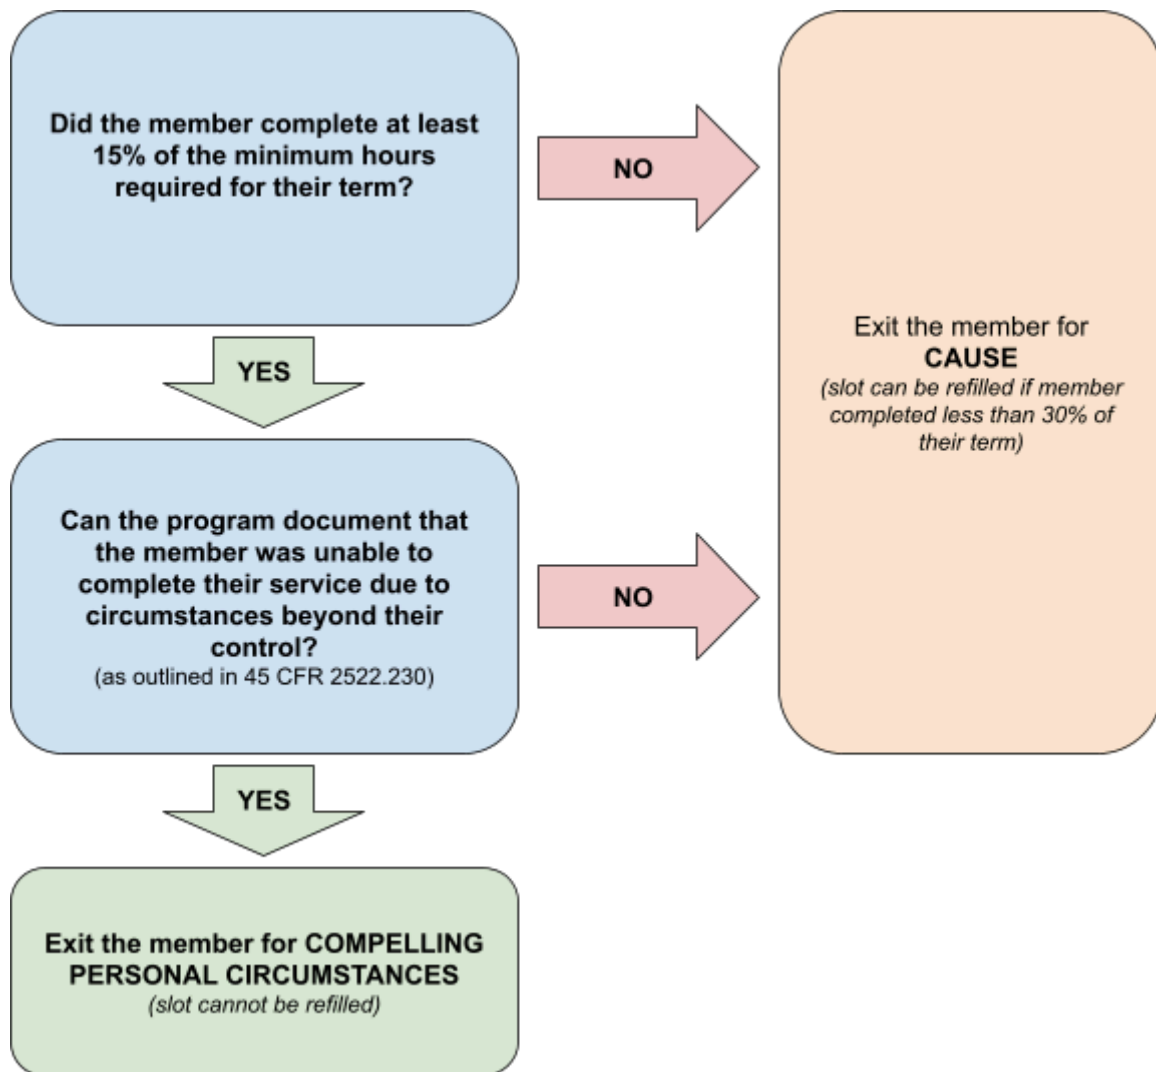 Did the member complete at least
15% of the minimum hours
required for their term?
NO
YES
Exit the member for
CAUSE
(slot can be refilled if member
completed less than 30% of
their term)
Can the program document that
the member was unable to
complete their service due to
circumstances beyond their
control?
(as outlined in 45 CFR 2522.230)
NO
YES
Exit the member for COMPELLING
PERSONAL CIRCUMSTANCES
(slot cannot be refilled)